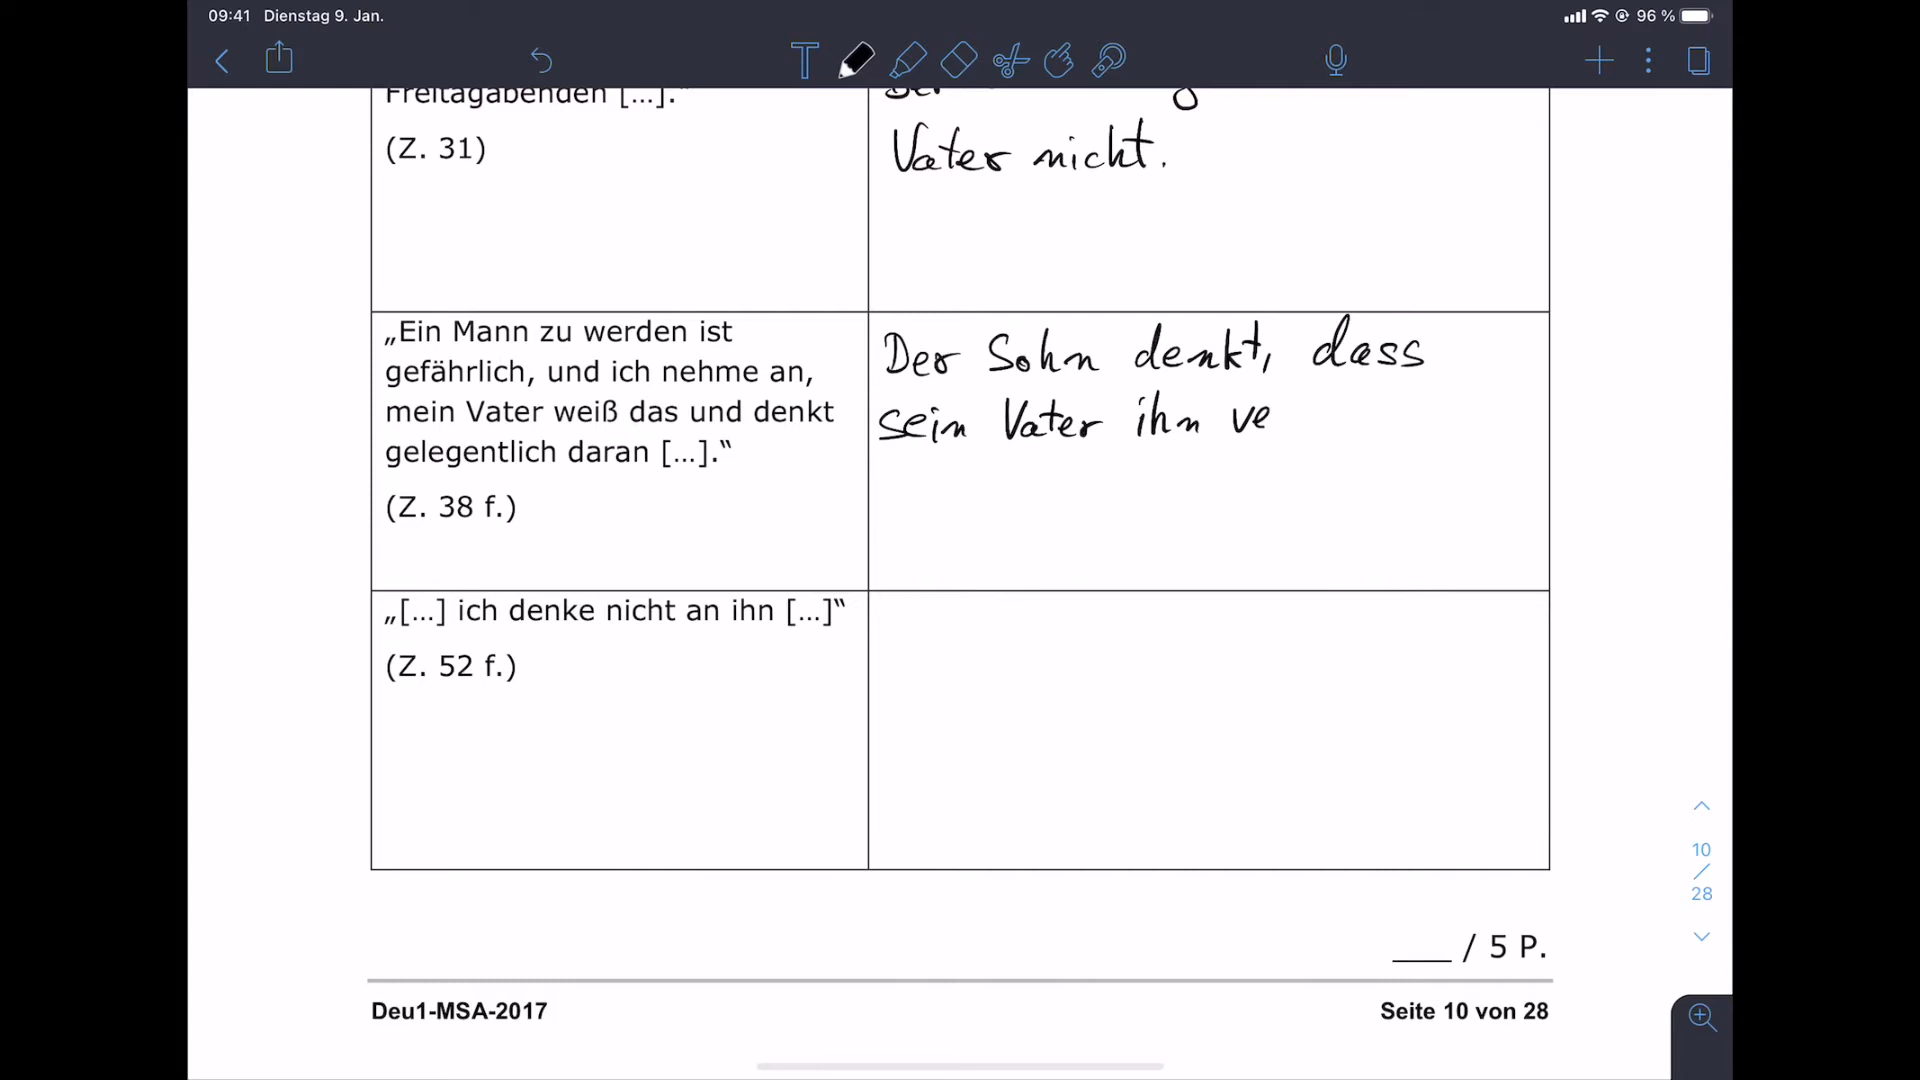 09:41 Dienstag 9. Jan.
96 %
Freitagabenden […].“
(Z. 31)
Vater nicht.
„Ein Mann zu werden ist
gefährlich, und ich nehme an,
mein Vater weiß das und denkt
gelegentlich daran […].“
(Z. 38 f.)
Der Sohn denkt, dass
sein Vater ihn ve
„[…] ich denke nicht an ihn […]“
(Z. 52 f.)
10
/
28
___ / 5 P.
Deu1-MSA-2017
Seite 10 von 28